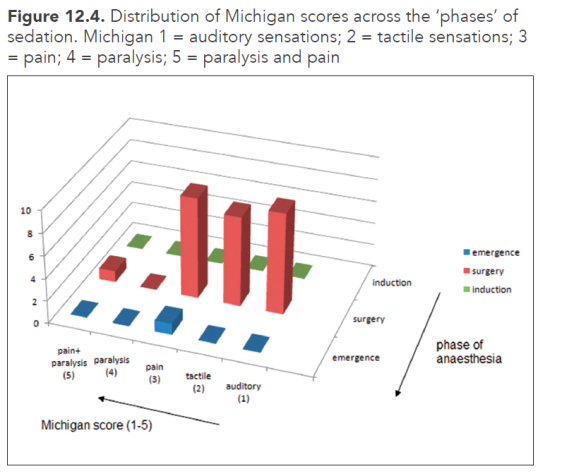 Figure 12.4. Distribution of Michigan scores across the ‘phases’ of
sedation. Michigan 1 = auditory sensations; 2 = tactile sensations; 3
= pain; 4 = paralysis; 5 = paralysis and pain
10
8
6
4
2
0
pain+
paralysis
(5)
paralysis
(4)
pain
(3)
tactile
(2)
auditory
(1)
induction
surgery
emergence
emergence
surgery
induction
phase of
anaesthesia
Michigan score (1-5)